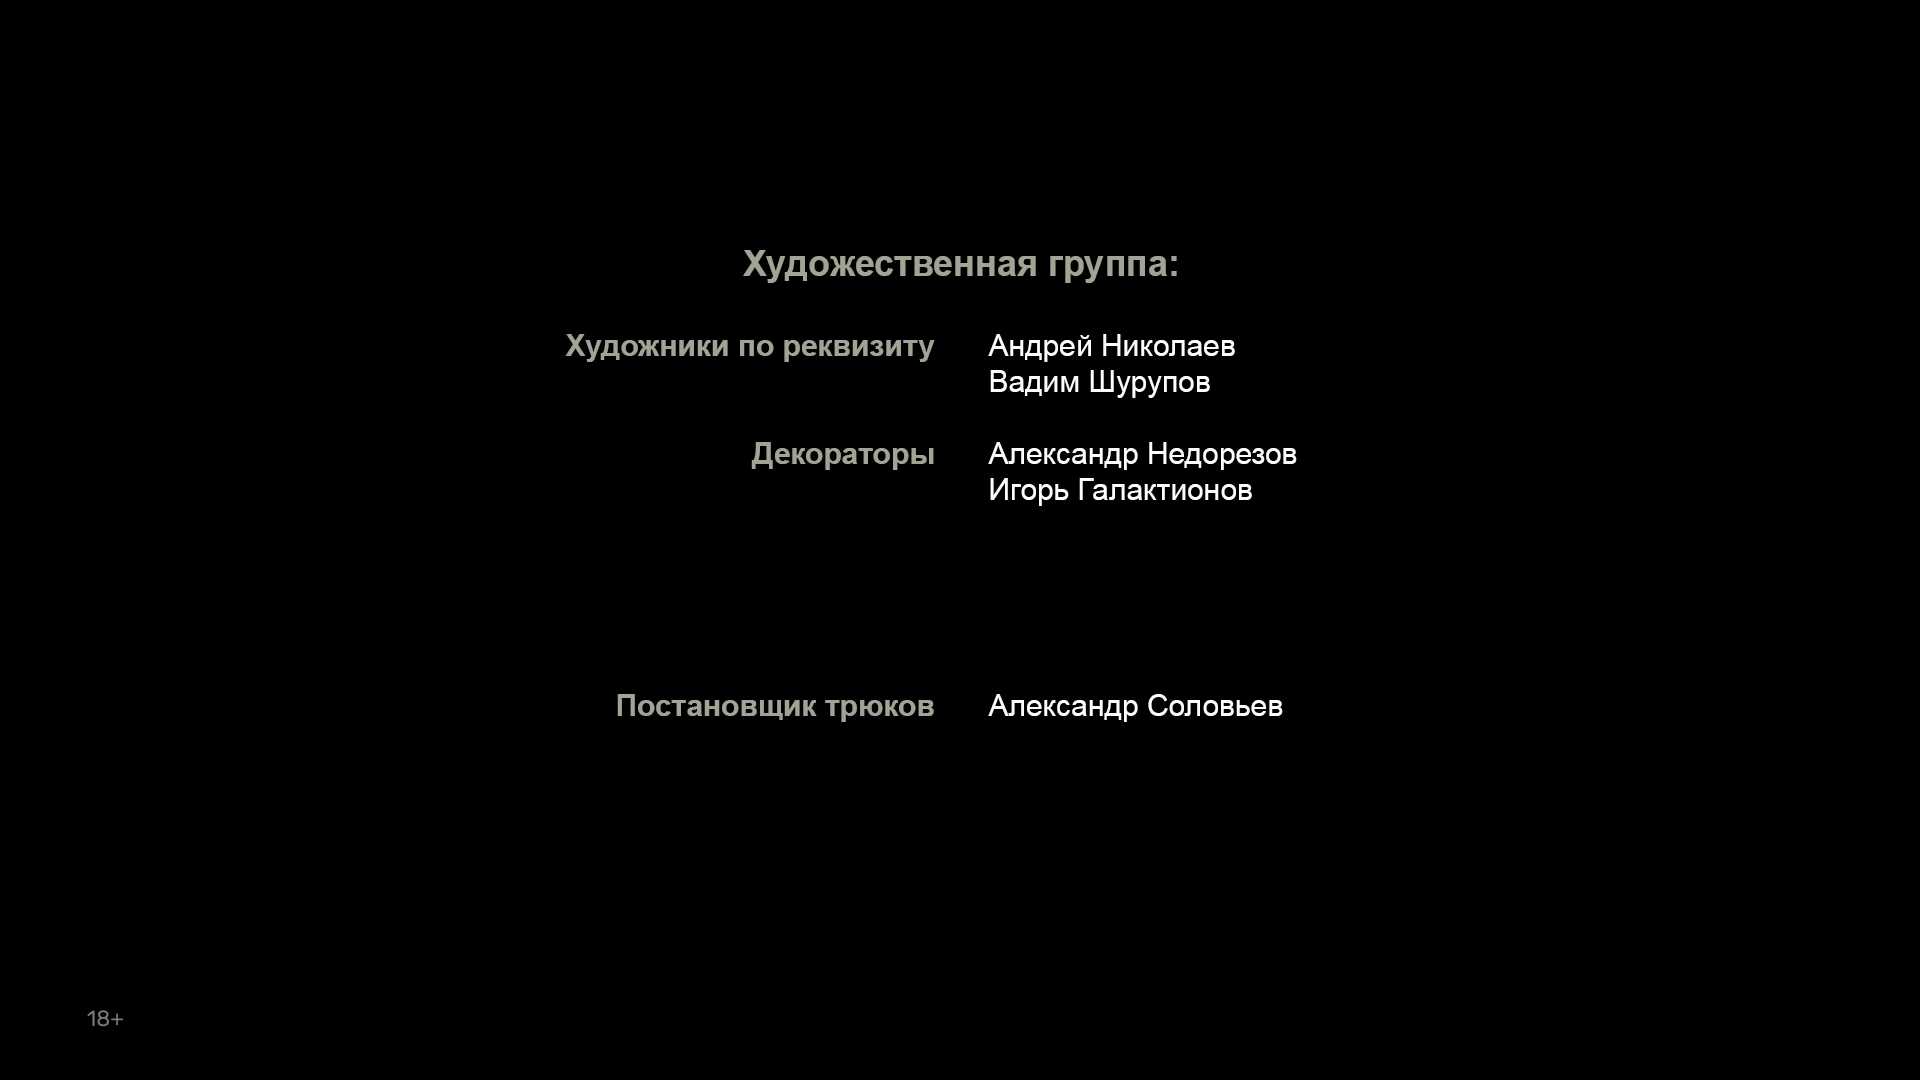 Художественная группа:
Художники по реквизиту Андрей Николаев
Вадим Шурупов
Декораторы Александр Недорезов
Игорь Галактионов
Постановщик трюков Александр Соловьев
18+